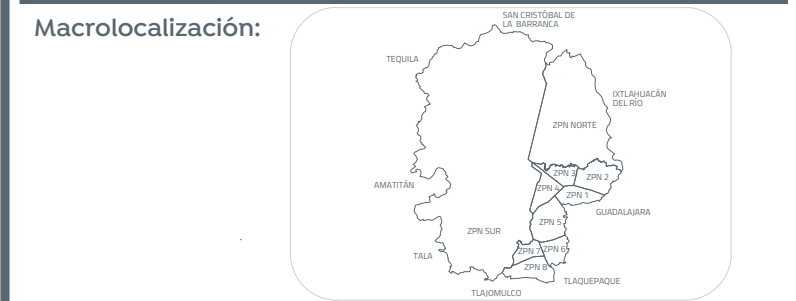 Macrolocalización:
SAN CRISTÓBAL DE
LA BARRANCA
TEQUILA
IXTLAHUACÁN
DEL RÍO
ZPN NORTE
ZPN 3
ZPN 2
AMATITÁN
ZPN 4
ZPN 1
GUADALAJARA
ZPN 5
ZPN SUR
ZPN 7
ZPN 6
TALA
ZPN 8
TLAQUEPAQUE
TLAJOMULCO